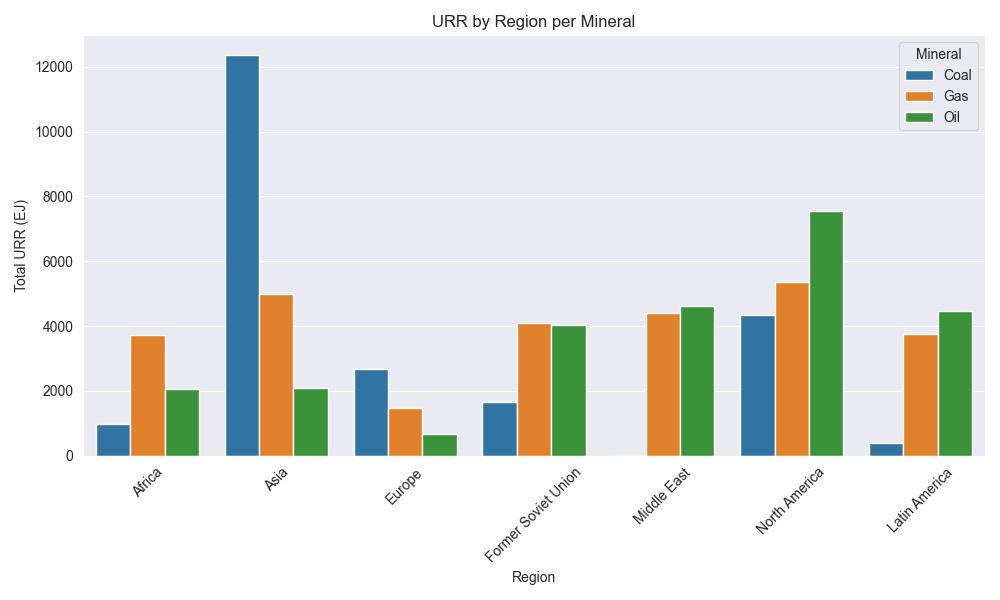 URR by Region per Mineral
Mineral
Coal
Gas
Oil
Total URR (EJ)
12000
10000
8000
6000
4000
2000
0
Africa
Asia
Europe
Former Soviet Union
Middle East
North America
Latin America
Region